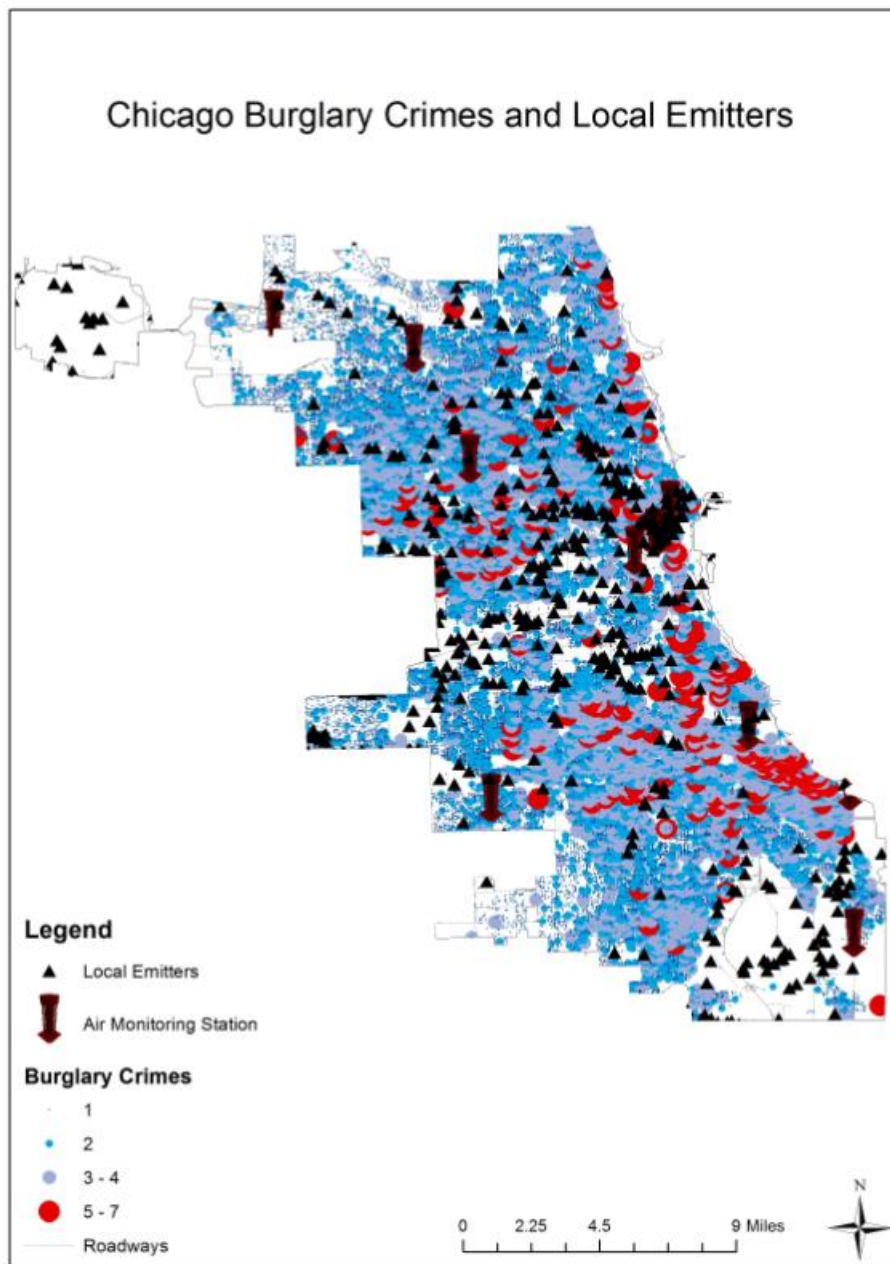 Chicago Burglary Crimes and Local Emitters
Legend
Local Emitters
Air Monitoring Station
Burglary Crimes
1
2
3 - 4
5 - 7
Roadways
0 2.25 4.5 9 Miles
N